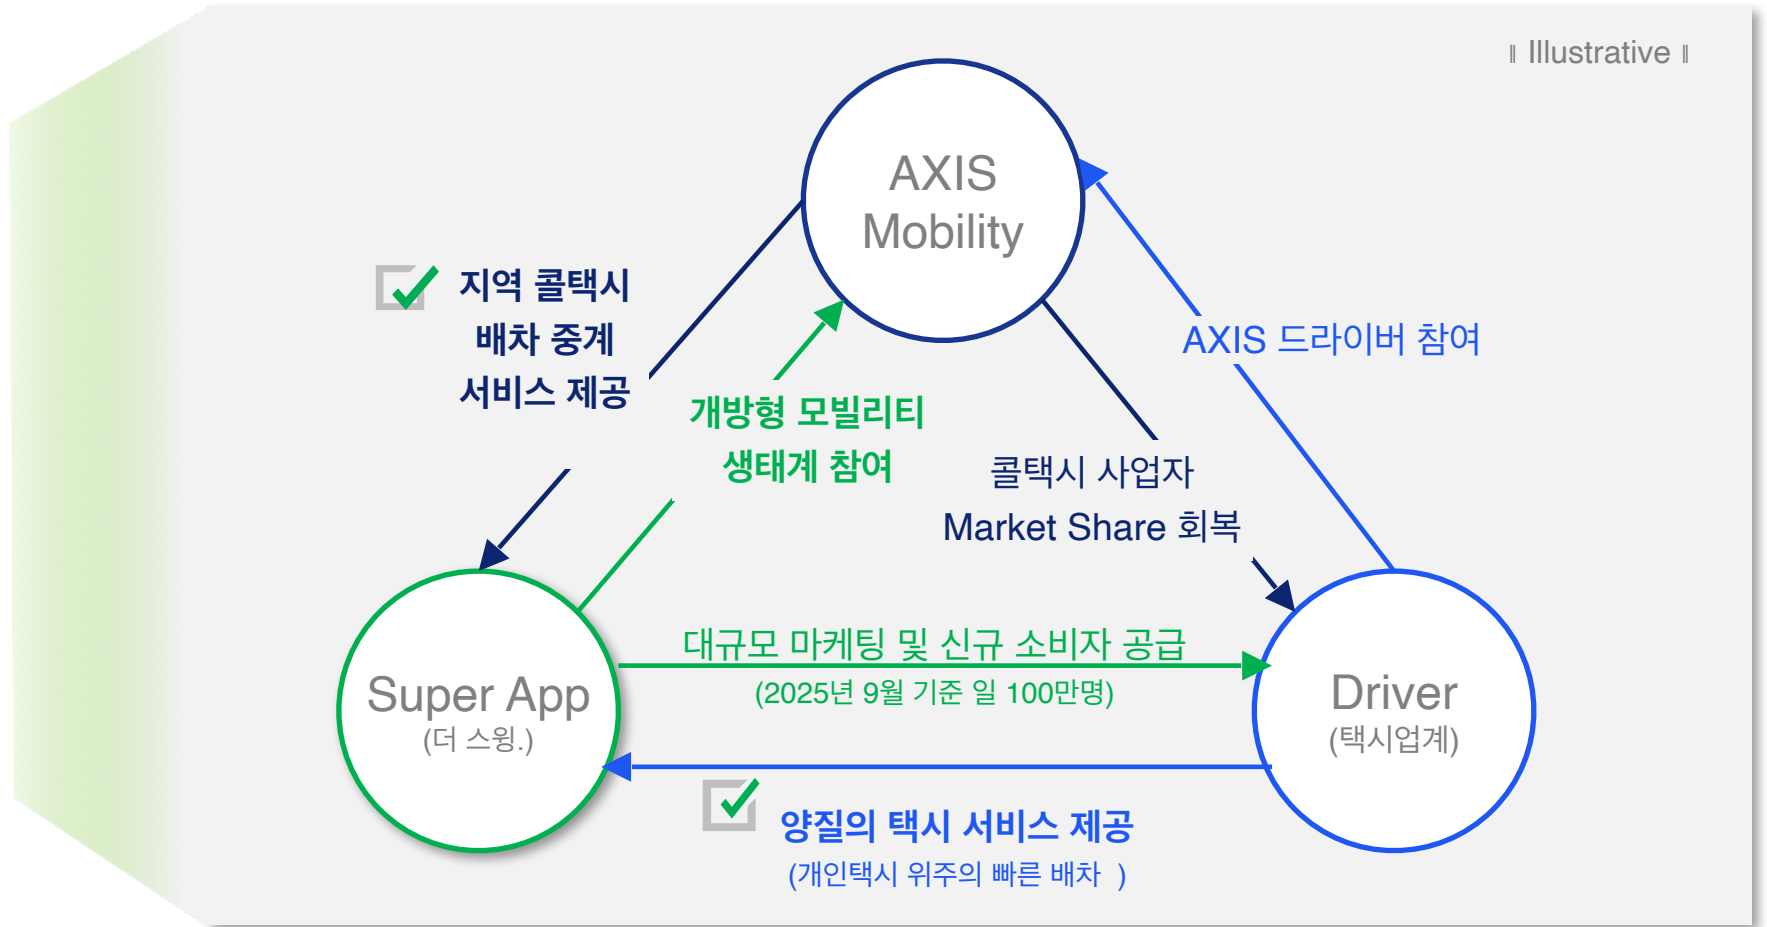 Illustrative
AXIS
Mobility
지역 콜택시
배차 중계
서비스 제공
AXIS 드라이버 참여
개방형 모빌리티
생태계 참여
콜택시 사업자
Market Share 회복
대규모 마케팅 및 신규 소비자 공급
(2025년 9월 기준 일 100만명)
Super App
(더 스윙.)
Driver
(택시업계)
양질의 택시 서비스 제공
(개인택시 위주의 빠른 배차 )